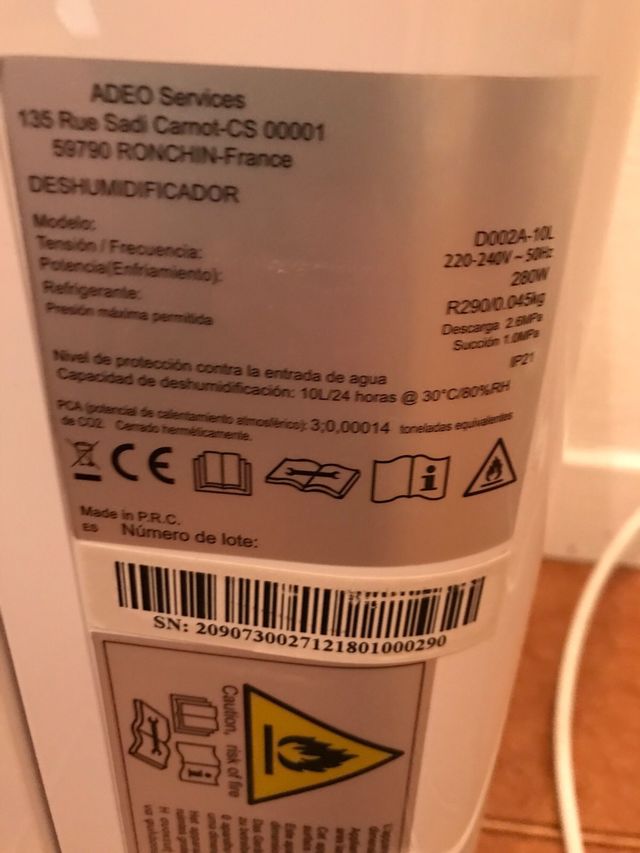 ADEO Services
135 Rue Sadi Carnot-CS 00001
59790 RONCHIN-France
DESHUMIDIFICADOR
Modelo: D002A-10L
Tensión / Frecuencia: 220-240V ~ 50Hz
Potencia(Enfriamiento): 280W
Refrigerante: R290/0.045kg
Presión máxima permitida Descarga 2.6MPa
Succión 1.0MPa
Nivel de protección contra la entrada de agua IP21
Capacidad de deshumidificación: 10L/24 horas @ 30°C/80%RH
PCA (potencial de calentamiento atmosférico): 3;0,00014 toneladas equivalentes
de CO2. Cerrado herméticamente.
CE
Made in P.R.C.
ES Número de lote:
SN: 2090730027121801000290
Caution, risk of fire